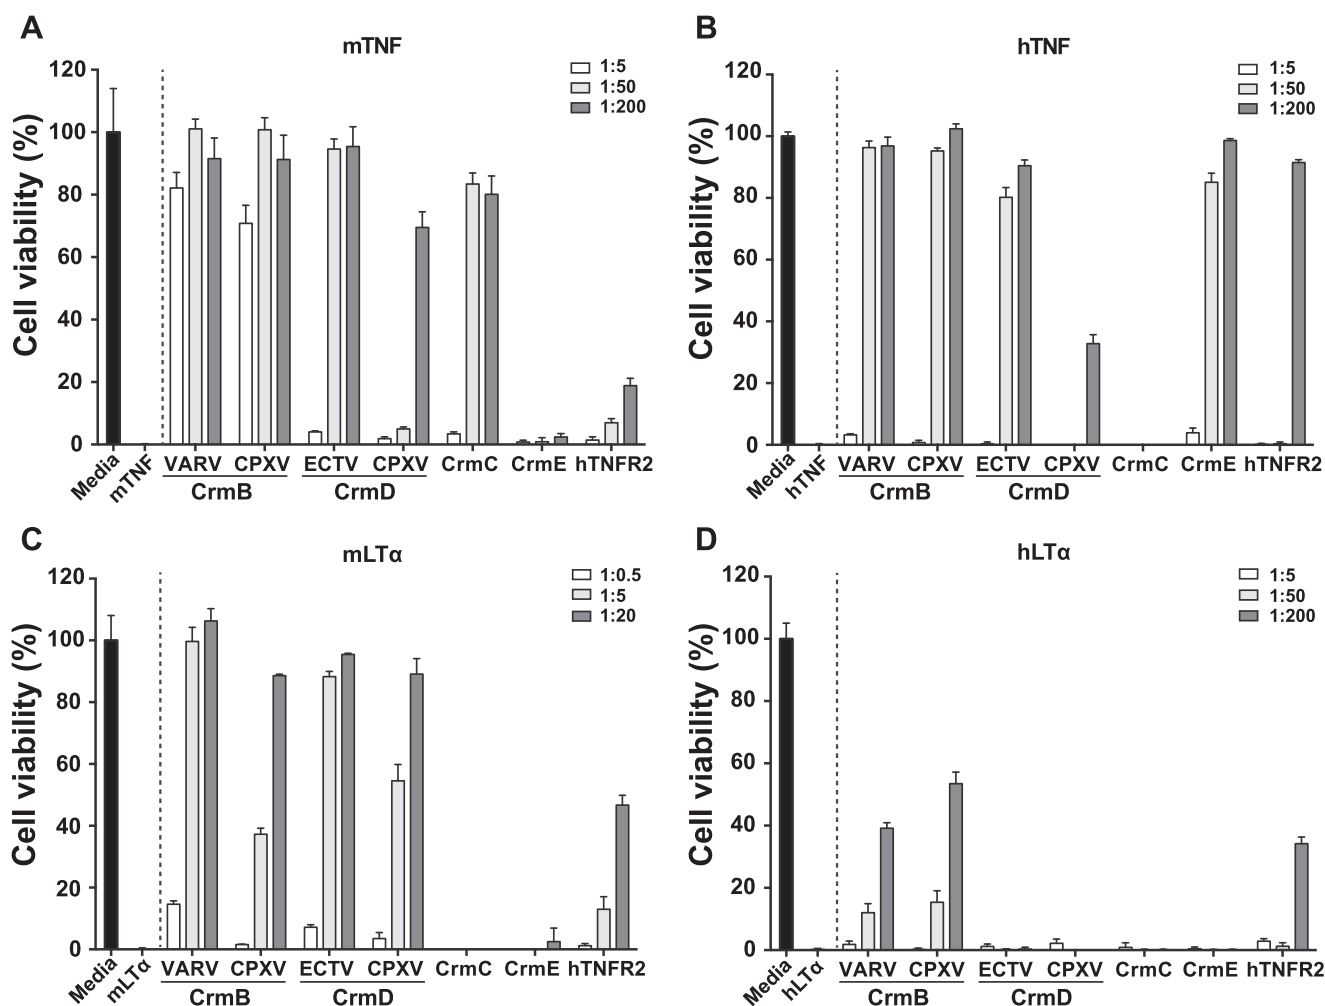 A
mTNF
1:5
1:50
1:200
Cell viability (%)
120
100
80
60
40
20
0
Media
mTNF
VARV CPXV ECTV CPXV CrmC CrmE hTNFR2
CrmB CrmD
B
hTNF
1:5
1:50
1:200
Cell viability (%)
120
100
80
60
40
20
0
Media
hTNF
VARV CPXV ECTV CPXV CrmC CrmE hTNFR2
CrmB CrmD
C
mLTα
1:0.5
1:5
1:20
Cell viability (%)
120
100
80
60
40
20
0
Media
mLTα
VARV CPXV ECTV CPXV CrmC CrmE hTNFR2
CrmB CrmD
D
hLTα
1:5
1:50
1:200
Cell viability (%)
120
100
80
60
40
20
0
Media
hLTα
VARV CPXV ECTV CPXV CrmC CrmE hTNFR2
CrmB CrmD